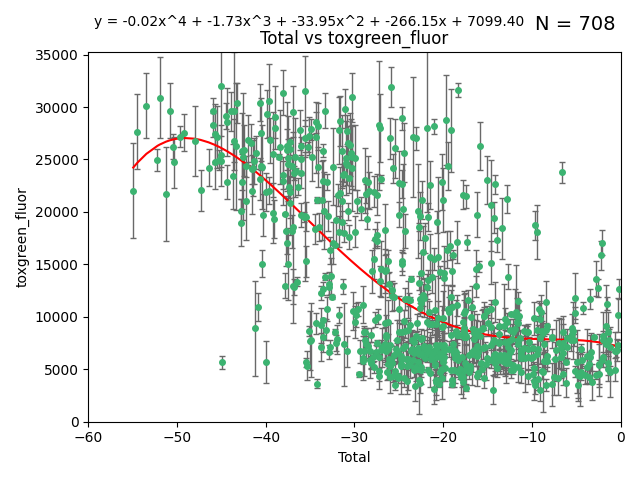 y = -0.02x^4 + -1.73x^3 + -33.95x^2 + -266.15x + 7099.40 N = 708
Total vs toxgreen_fluor
35000
30000
25000
20000
15000
10000
5000
0
toxgreen_fluor
−60 −50 −40 −30 −20 −10 0
Total